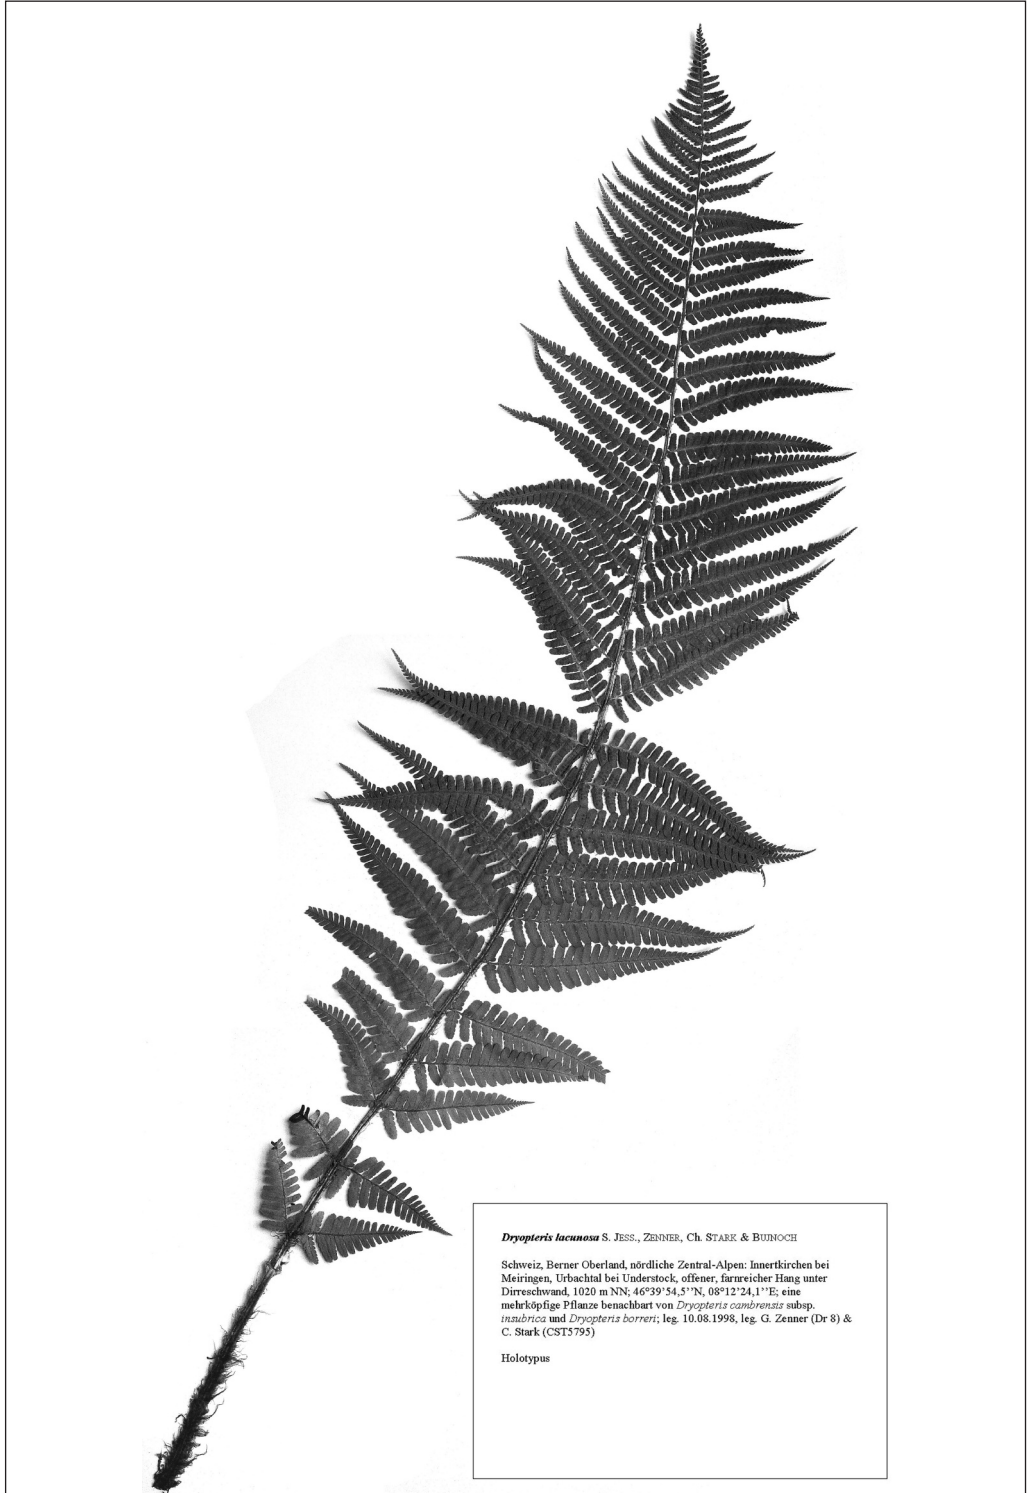 Dryopteris lacunosa S. JESS., ZENNER, Ch. STARK & BUJNOCH
Schweiz, Berner Oberland, nördliche Zentral-Alpen: Innertkirchen bei
Meiringen, Urbachtal bei Understock, offener, farnreicher Hang unter
Dirreschwand, 1020 m NN; 46°39’54,5’’N, 08°12’24,1’’E; eine
mehrköpfige Pflanze benachbart von Dryopteris cambrensis subsp.
insubrica und Dryopteris borreri; leg. 10.08.1998, leg. G. Zenner (Dr 8) &
C. Stark (CST5795)
Holotypus